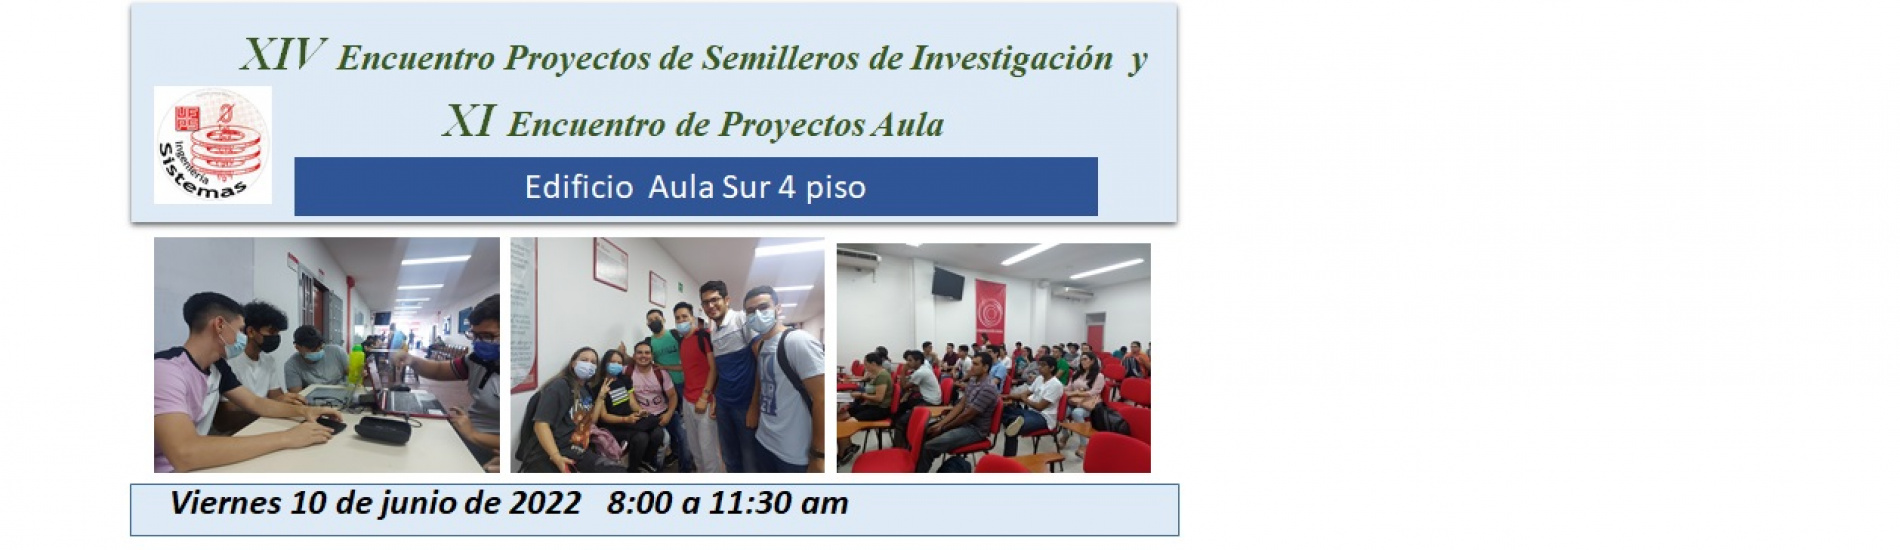 XIV Encuentro Proyectos de Semilleros de Investigación y
XI Encuentro de Proyectos Aula
Ingeniería
Sistemas
Edificio Aula Sur 4 piso
Viernes 10 de junio de 2022 8:00 a 11:30 am